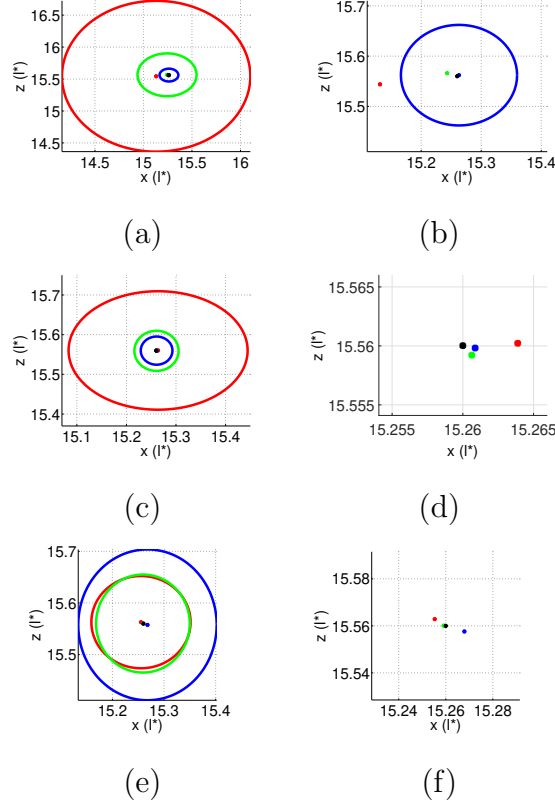 16.5
16
15.5
15
14.5
z (l*)
14.5 15 15.5 16
x (l*)
(a)
15.7
15.6
15.5
z (l*)
15.2 15.3 15.4
x (l*)
(b)
15.7
15.6
15.5
15.4
z (l*)
15.1 15.2 15.3 15.4
x (l*)
(c)
15.565
15.56
15.555
z (l*)
15.255 15.26 15.265
x (l*)
(d)
15.7
15.6
15.5
z (l*)
15.2 15.3 15.4
x (l*)
(e)
15.58
15.56
15.54
z (l*)
15.24 15.26 15.28
x (l*)
(f)